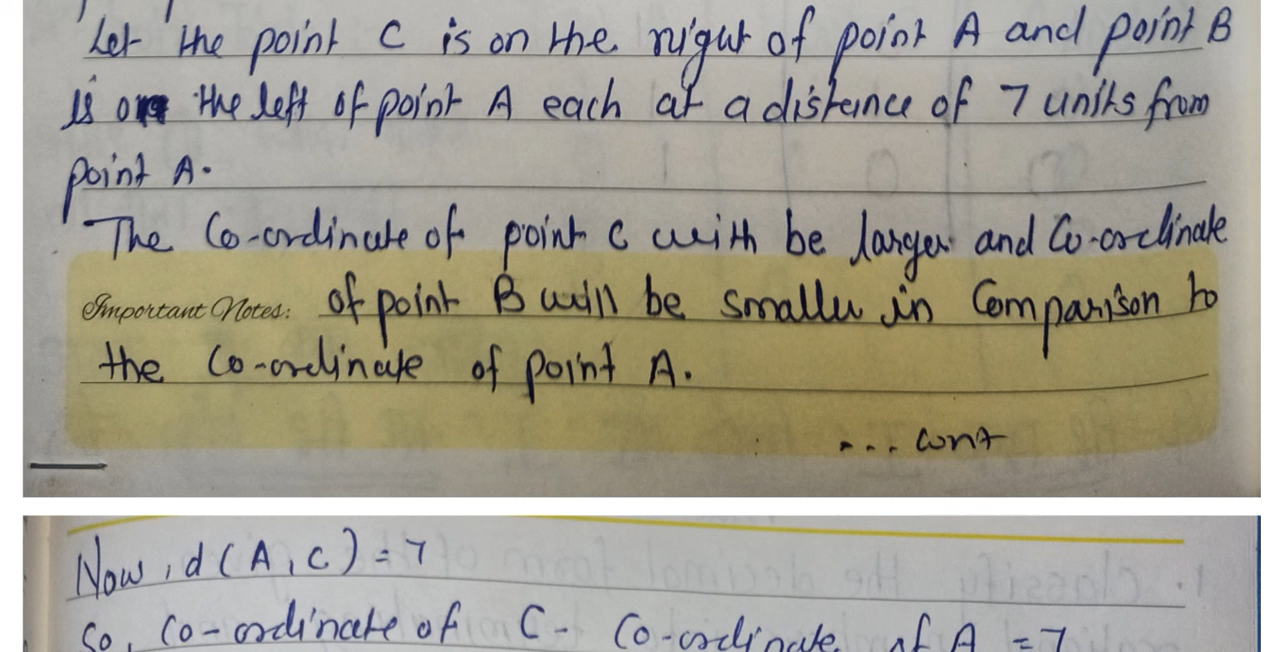 Let the point C is on the right of point A and point B
is on the left of point A each at a distance of 7 units from
point A.
The Co-ordinate of point C with be larger and Co-ordinate
Important Notes: of point B will be smaller in Comparison to
the Co-ordinate of point A.
... cont
Now, d(A, C) = 7
So, Co-ordinate of C - Co-ordinate of A = 7